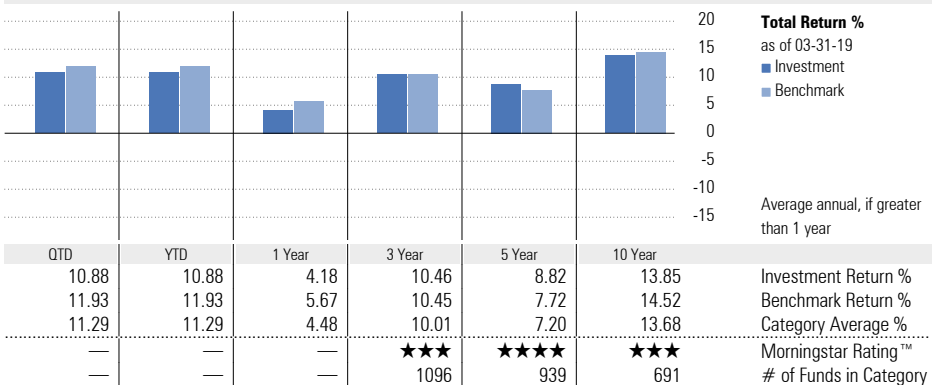 20
15
10
5
0
-5
-10
-15
Total Return %
as of 03-31-19
Investment
Benchmark
Average annual, if greater
than 1 year
QTD YTD 1 Year 3 Year 5 Year 10 Year
10.88 10.88 4.18 10.46 8.82 13.85 Investment Return %
11.93 11.93 5.67 10.45 7.72 14.52 Benchmark Return %
11.29 11.29 4.48 10.01 7.20 13.68 Category Average %
— — — ★★★ ★★★★ ★★★ Morningstar Rating™
— — — 1096 939 691 # of Funds in Category